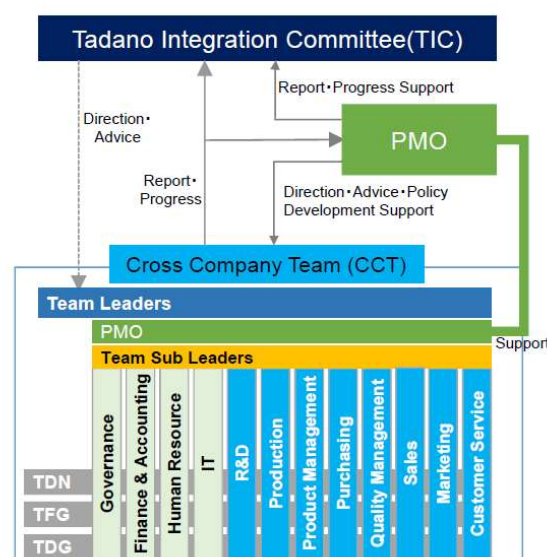 Tadano Integration Committee(TIC)
Direction・
Advice
Report・Progress Support
PMO
Report・
Progress
Direction・Advice・Policy
Development Support
Cross Company Team (CCT)
Team Leaders
PMO
Support
Team Sub Leaders
Governance
Finance & Accounting
Human Resource
IT
R&D
Production
Product Management
Purchasing
Quality Management
Sales
Marketing
Customer Service
TDN
TFG
TDG